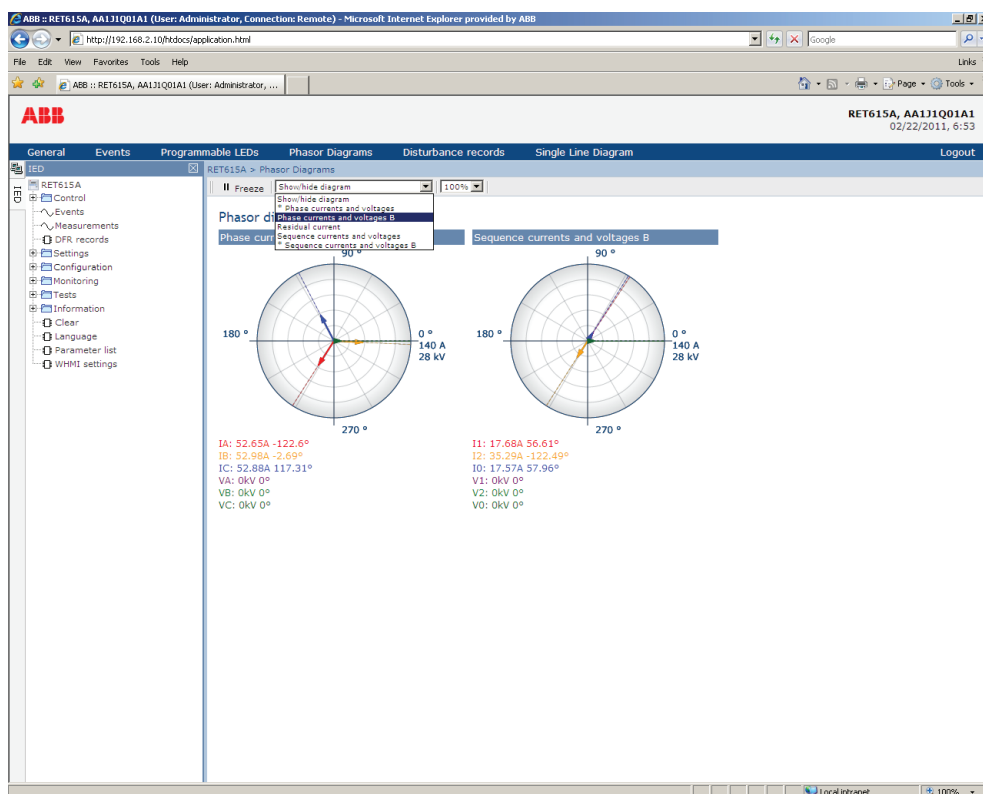 ABB :: RET615A, AA1J1Q01A1 (User: Administrator, Connection: Remote) - Microsoft Internet Explorer provided by ABB
http://192.168.2.10/htdocs/application.html
Google
File Edit View Favorites Tools Help
Links
ABB :: RET615A, AA1J1Q01A1 (User: Administrator, ...
Page Tools
ABB
RET615A, AA1J1Q01A1
02/22/2011, 6:53
General Events Programmable LEDs Phasor Diagrams Disturbance records Single Line Diagram Logout
IED
IED
RET615A
Control
Events
Measurements
DFR records
Settings
Configuration
Monitoring
Tests
Information
Clear
Language
Parameter list
WHMI settings
RET615A > Phasor Diagrams
Freeze Show/hide diagram 100%
Show/hide diagram
* Phase currents and voltages
Phase currents and voltages B
Residual current
Sequence currents and voltages
* Sequence currents and voltages B
Phasor di
Phase curr
90 °
180 °
0 °
140 A
28 kV
270 °
IA: 52.65A -122.6°
IB: 52.98A -2.69°
IC: 52.88A 117.31°
VA: 0kV 0°
VB: 0kV 0°
VC: 0kV 0°
Sequence currents and voltages B
90 °
180 °
0 °
140 A
28 kV
270 °
I1: 17.68A 56.61°
I2: 35.29A -122.49°
I0: 17.57A 57.96°
V1: 0kV 0°
V2: 0kV 0°
V0: 0kV 0°
Local intranet 100%